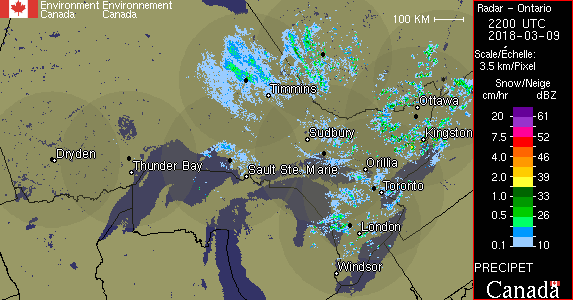 Environment Environnement
Canada Canada
100 KM
Timmins
Ottawa
Sudbury
Kingston
Dryden
Thunder Bay
Sault Ste. Marie
Orillia
Toronto
London
Windsor
Radar - Ontario
2200 UTC
2018-03-09
Scale/Échelle:
3.5 km/Pixel
Snow/Neige
cm/hr dBZ
20 61
7.5 52
4.0 46
2.0 39
1.0 33
0.5 26
0.1 10
PRECIPET
Canada